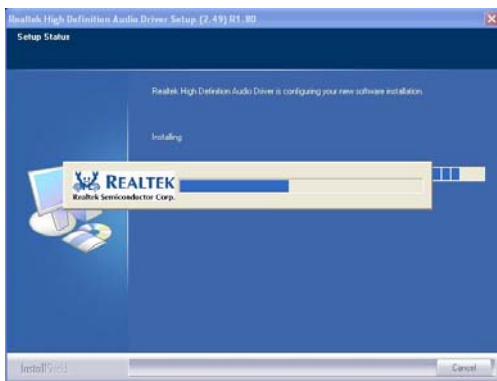 Realtek High Definition Audio Driver Setup (2.49) R1.80
Setup Status
Realtek High Definition Audio Driver is configuring your new software installation.
Installing
REALTEK
Realtek Semiconductor Corp.
InstallShield
Cancel